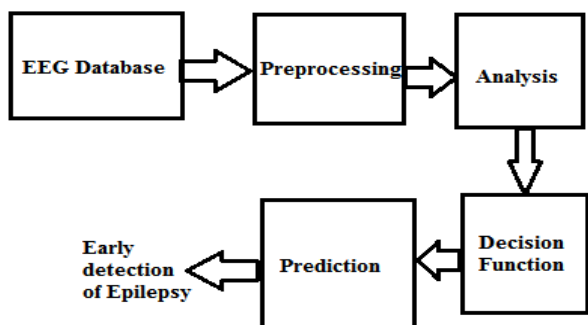 EEG Database
Preprocessing
Analysis
Decision
Function
Prediction
Early
detection
of Epilepsy